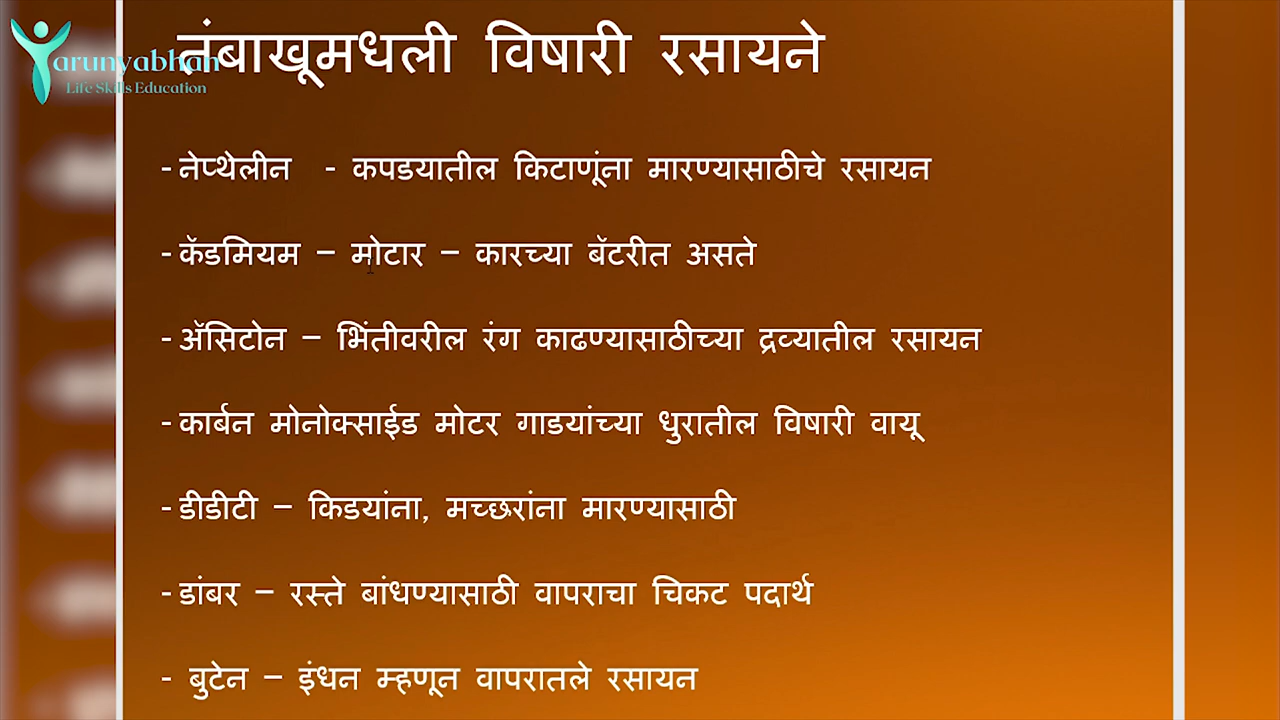 arunyabhan
Life Skills Education
तंबाखूमधली विषारी रसायने
- नेप्थेलीन - कपडयातील किटाणूंना मारण्यासाठीचे रसायन
- कॅडमियम – मोटार – कारच्या बॅटरीत असते
- ॲसिटोन – भिंतीवरील रंग काढण्यासाठीच्या द्रव्यातील रसायन
- कार्बन मोनोक्साईड मोटर गाडयांच्या धुरातील विषारी वायू
- डीडीटी – किडयांना, मच्छरांना मारण्यासाठी
- डांबर – रस्ते बांधण्यासाठी वापराचा चिकट पदार्थ
- बुटेन – इंधन म्हणून वापरातले रसायन